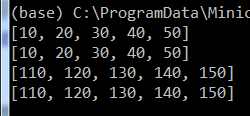 (base) C:\ProgramData\Minic
[10, 20, 30, 40, 50]
[10, 20, 30, 40, 50]
[110, 120, 130, 140, 150]
[110, 120, 130, 140, 150]